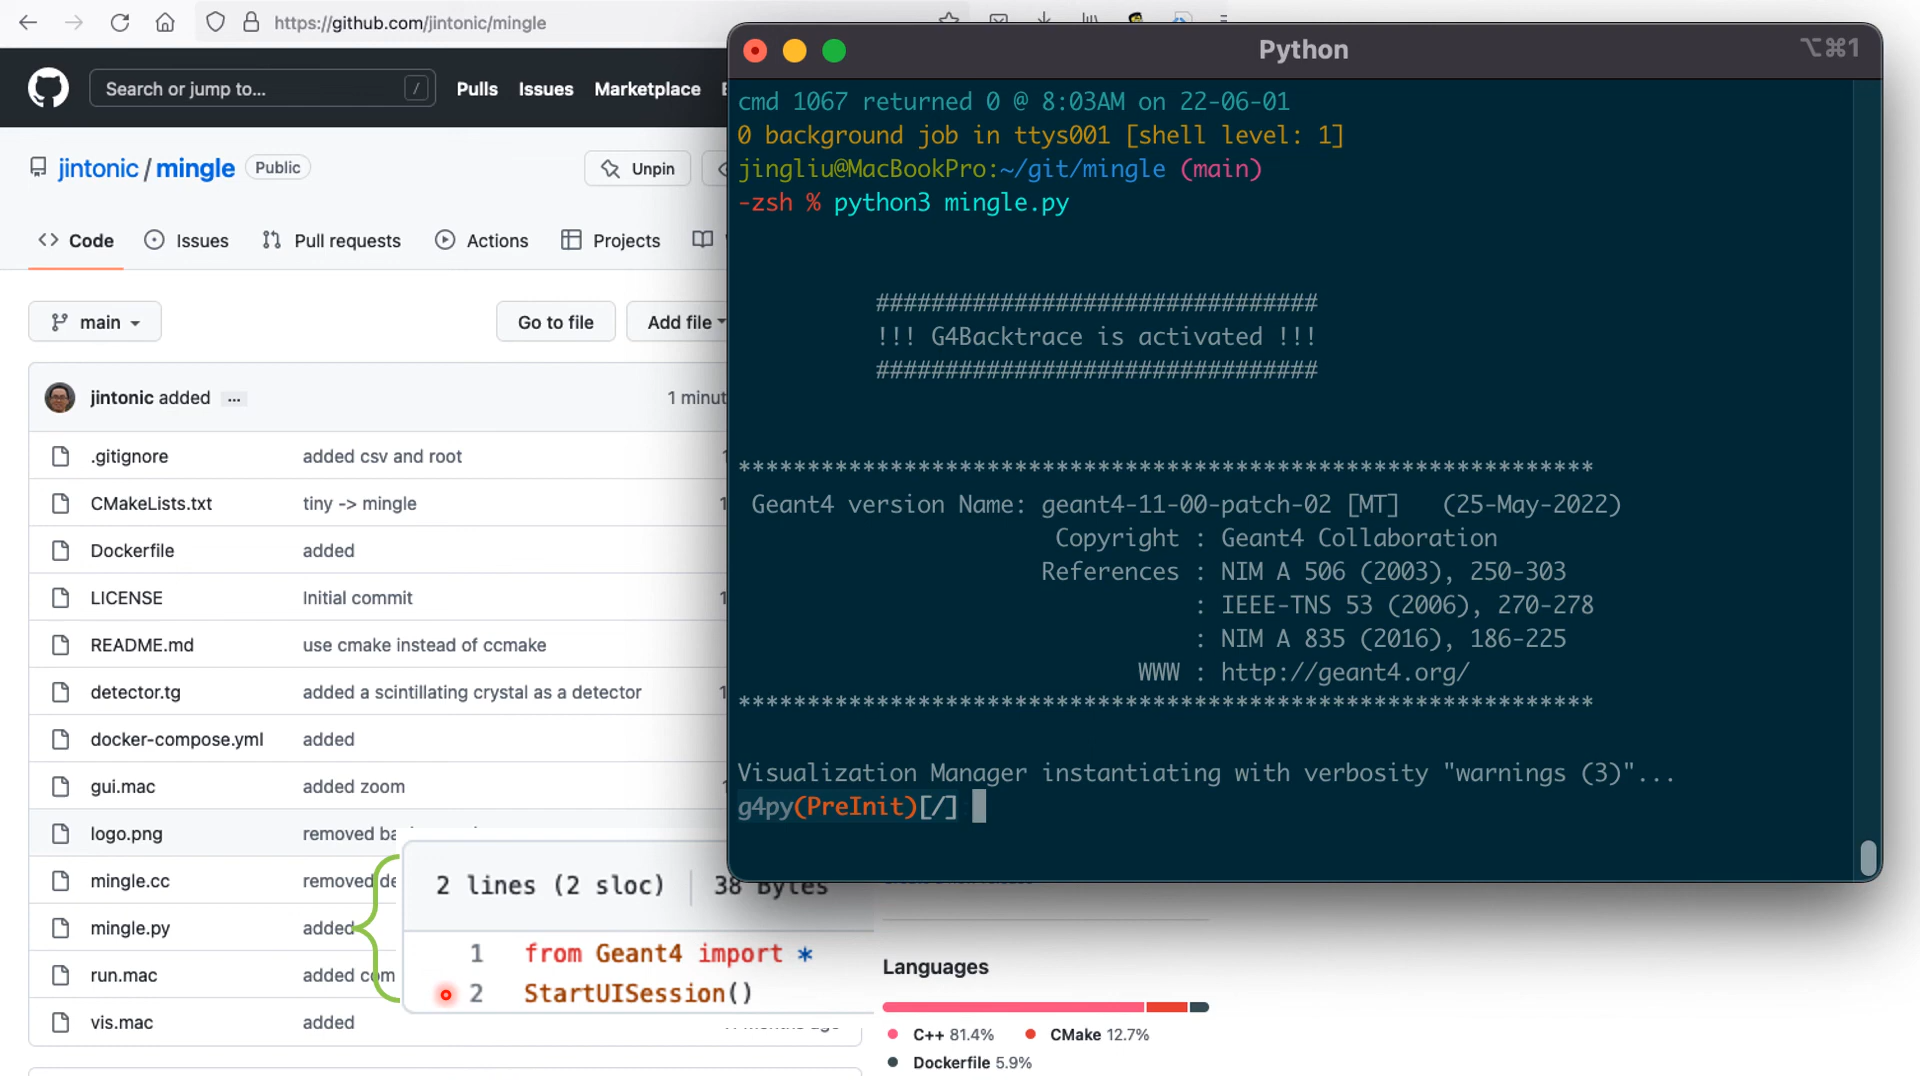 https://github.com/jintonic/mingle
Search or jump to... /
Pulls Issues Marketplace
jintonic / mingle Public
Unpin
Code Issues Pull requests Actions Projects
main
Go to file
Add file
jintonic added ...
1 minut
.gitignore added csv and root
CMakeLists.txt tiny -> mingle
Dockerfile added
LICENSE Initial commit
README.md use cmake instead of ccmake
detector.tg added a scintillating crystal as a detector
docker-compose.yml added
gui.mac added zoom
logo.png removed ba
mingle.cc removed de
mingle.py added
run.mac added com
vis.mac added
2 lines (2 sloc) 38 Bytes
1 from Geant4 import *
2 StartUISession()
Python
⌥⌘1
cmd 1067 returned 0 @ 8:03AM on 22-06-01
0 background job in ttys001 [shell level: 1]
jingliu@MacBookPro:~/git/mingle (main)
-zsh % python3 mingle.py
################################
!!! G4Backtrace is activated !!!
################################
**************************************************************
Geant4 version Name: geant4-11-00-patch-02 [MT] (25-May-2022)
Copyright : Geant4 Collaboration
References : NIM A 506 (2003), 250-303
: IEEE-TNS 53 (2006), 270-278
: NIM A 835 (2016), 186-225
WWW : http://geant4.org/
**************************************************************
Visualization Manager instantiating with verbosity "warnings (3)"...
g4py(PreInit)[/]
Languages
C++ 81.4% CMake 12.7%
Dockerfile 5.9%